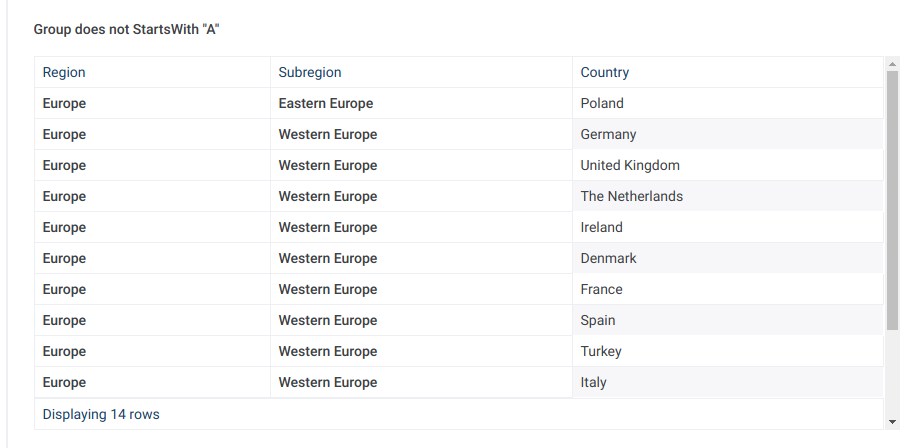 Group does not StartsWith "A"
Region Subregion Country
Europe Eastern Europe Poland
Europe Western Europe Germany
Europe Western Europe United Kingdom
Europe Western Europe The Netherlands
Europe Western Europe Ireland
Europe Western Europe Denmark
Europe Western Europe France
Europe Western Europe Spain
Europe Western Europe Turkey
Europe Western Europe Italy
Displaying 14 rows